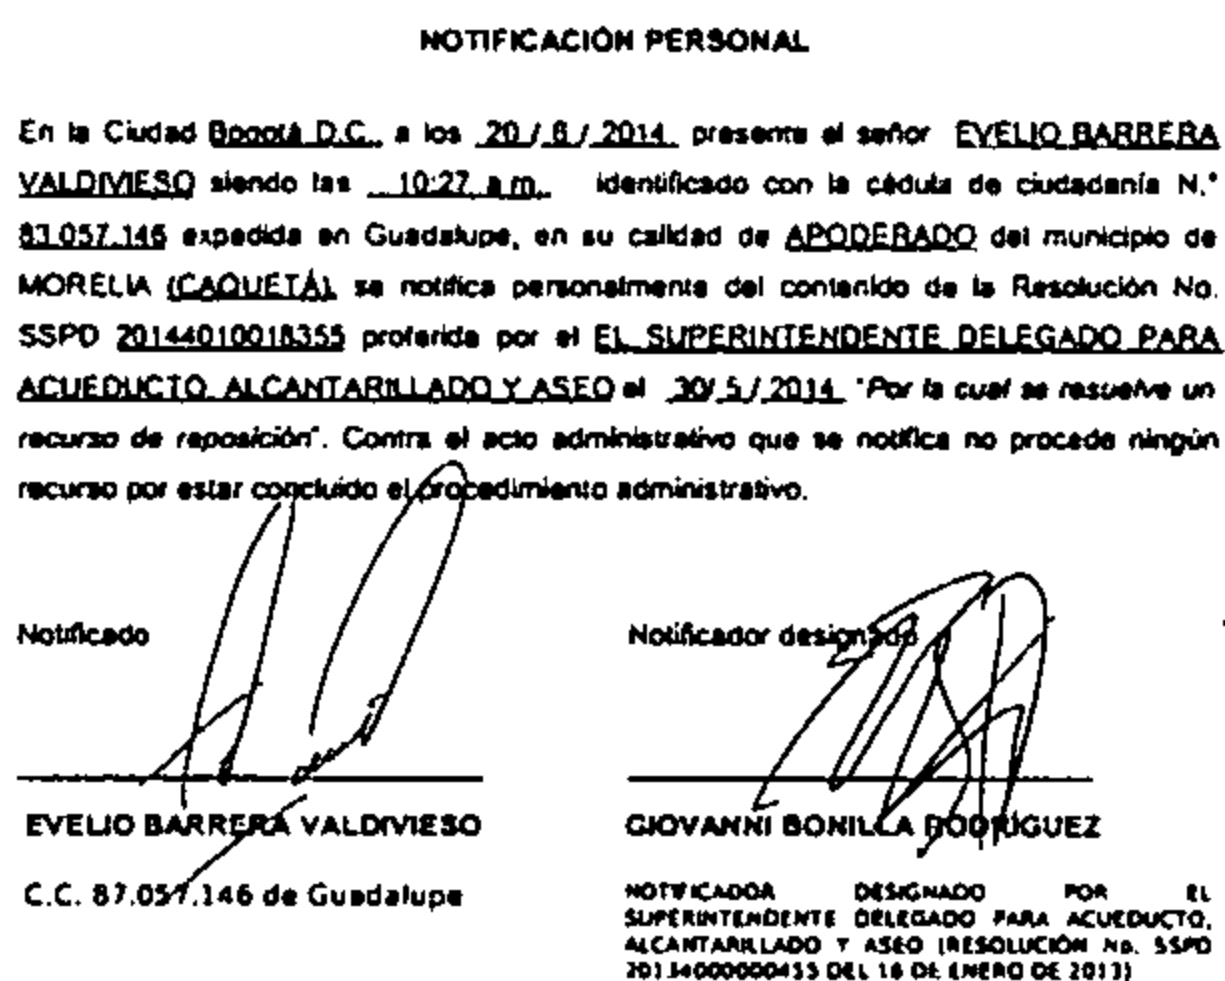 NOTIFICACIÓN PERSONAL
En la Ciudad Bogotá D.C., a los 20 / 6 / 2014 presente el señor EVELIO BARRERA
VALDIVIESO siendo las 10:27 a.m. identificado con la cédula de ciudadanía N.°
83.057.146 expedida en Guadalupe, en su calidad de APODERADO del municipio de
MORELIA (CAQUETÁ), se notifica personalmente del contenido de la Resolución No.
SSPD 20144010018355 proferida por el EL SUPERINTENDENTE DELEGADO PARA
ACUEDUCTO, ALCANTARILLADO Y ASEO el 30/ 5 / 2014 "Por la cual se resuelve un
recurso de reposición". Contra el acto administrativo que se notifica no procede ningún
recurso por estar concluido el procedimiento administrativo.
Notificado
Notificador designado
EVELIO BARRERA VALDIVIESO
GIOVANNI BONILLA RODRÍGUEZ
C.C. 87.057.146 de Guadalupe
NOTIFICADOR DESIGNADO POR EL
SUPERINTENDENTE DELEGADO PARA ACUEDUCTO,
ALCANTARILLADO Y ASEO (RESOLUCIÓN No. SSPD
DEL 16 DE ENERO DE 2013)